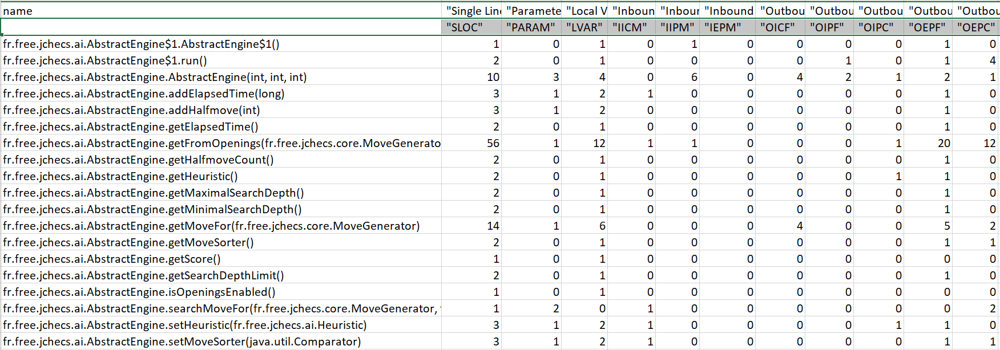 name "Single Line "Paramete "Local V "Inboun "Inbour "Inbound "Outbou "Outbou "Outbou "Outbou "Outbou
"SLOC" "PARAM" "LVAR" "IICM" "IIPM" "IEPM" "OICF" "OIPF" "OIPC" "OEPF" "OEPC"
fr.free.jchecs.ai.AbstractEngine$1.AbstractEngine$1() 1 0 1 0 1 0 0 0 0 1 0
fr.free.jchecs.ai.AbstractEngine$1.run() 2 0 1 0 0 0 0 1 0 1 4
fr.free.jchecs.ai.AbstractEngine.AbstractEngine(int, int, int) 10 3 4 0 6 0 4 2 1 2 1
fr.free.jchecs.ai.AbstractEngine.addElapsedTime(long) 3 1 2 1 0 0 0 0 0 1 0
fr.free.jchecs.ai.AbstractEngine.addHalfmove(int) 3 1 2 0 0 0 0 0 0 1 0
fr.free.jchecs.ai.AbstractEngine.getElapsedTime() 2 0 1 0 0 0 0 0 0 1 0
fr.free.jchecs.ai.AbstractEngine.getFromOpenings(fr.free.jchecs.core.MoveGenerato 56 1 12 1 1 0 0 0 1 20 12
fr.free.jchecs.ai.AbstractEngine.getHalfmoveCount() 2 0 1 0 0 0 0 0 0 1 0
fr.free.jchecs.ai.AbstractEngine.getHeuristic() 2 0 1 0 0 0 0 0 1 1 0
fr.free.jchecs.ai.AbstractEngine.getMaximalSearchDepth() 2 0 1 0 0 0 0 0 0 1 0
fr.free.jchecs.ai.AbstractEngine.getMinimalSearchDepth() 2 0 1 0 0 0 0 0 0 1 0
fr.free.jchecs.ai.AbstractEngine.getMoveFor(fr.free.jchecs.core.MoveGenerator) 14 1 6 0 0 0 4 0 0 5 2
fr.free.jchecs.ai.AbstractEngine.getMoveSorter() 2 0 1 0 0 0 0 0 0 1 1
fr.free.jchecs.ai.AbstractEngine.getScore() 1 0 1 0 0 0 0 0 0 0 0
fr.free.jchecs.ai.AbstractEngine.getSearchDepthLimit() 2 0 1 0 0 0 0 0 0 1 0
fr.free.jchecs.ai.AbstractEngine.isOpeningsEnabled() 1 0 1 0 0 0 0 0 0 0 0
fr.free.jchecs.ai.AbstractEngine.searchMoveFor(fr.free.jchecs.core.MoveGenerator, 1 2 0 1 0 0 0 0 0 0 2
fr.free.jchecs.ai.AbstractEngine.setHeuristic(fr.free.jchecs.ai.Heuristic) 3 1 2 1 0 0 0 0 1 1 0
fr.free.jchecs.ai.AbstractEngine.setMoveSorter(java.util.Comparator) 3 1 2 1 0 0 0 0 0 1 1